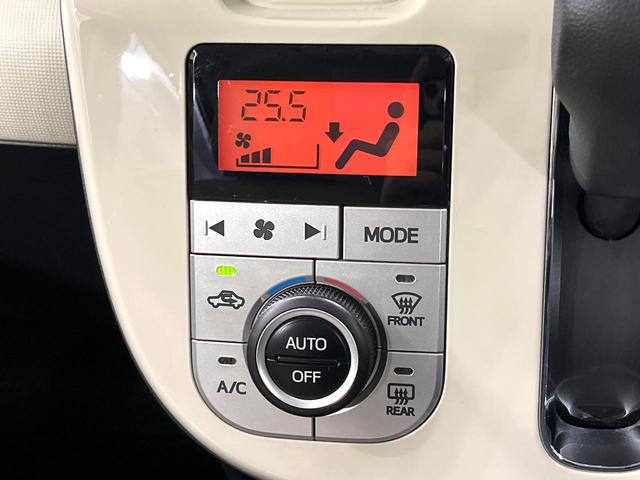 25.5
MODE
FRONT
AUTO
OFF
A/C
REAR